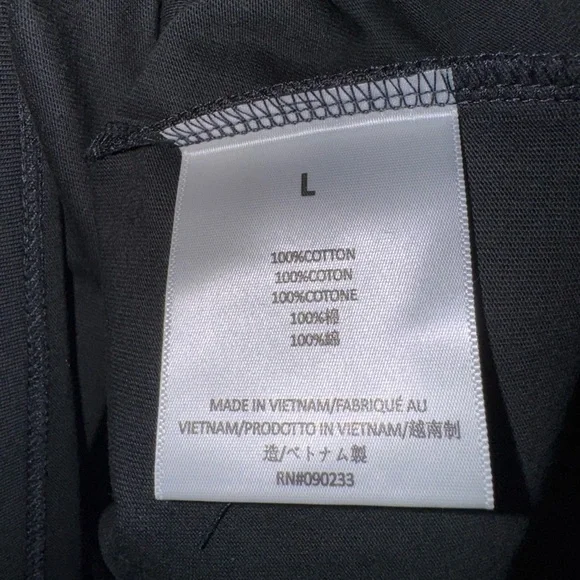 L
100%COTTON
100%COTON
100%COTONE
100%棉
100%綿
MADE IN VIETNAM/FABRIQUÉ AU
VIETNAM/PRODOTTO IN VIETNAM/越南制
造/ベトナム製
RN#090233